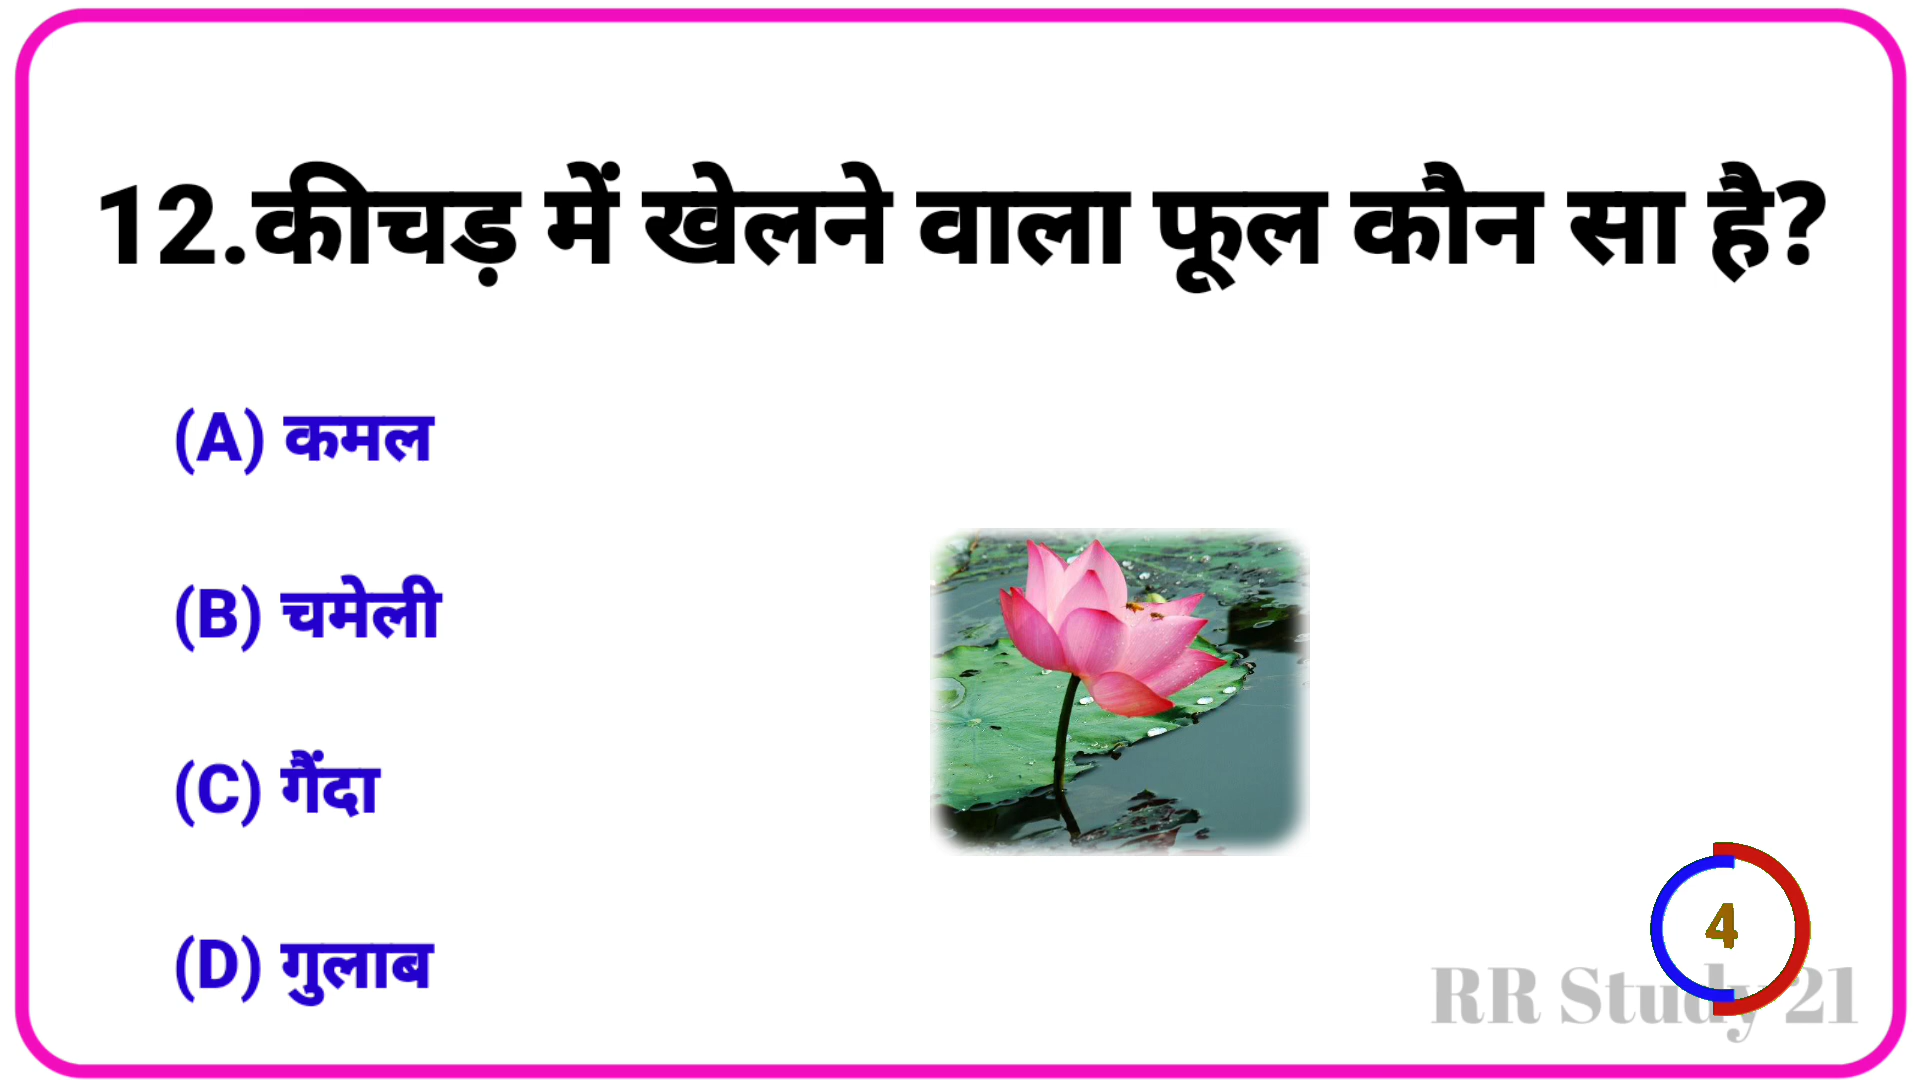 12.कीचड़ में खेलने वाला फूल कौन सा है?
(A) कमल
(B) चमेली
(C) गैंदा
(D) गुलाब
4
RR Study 21